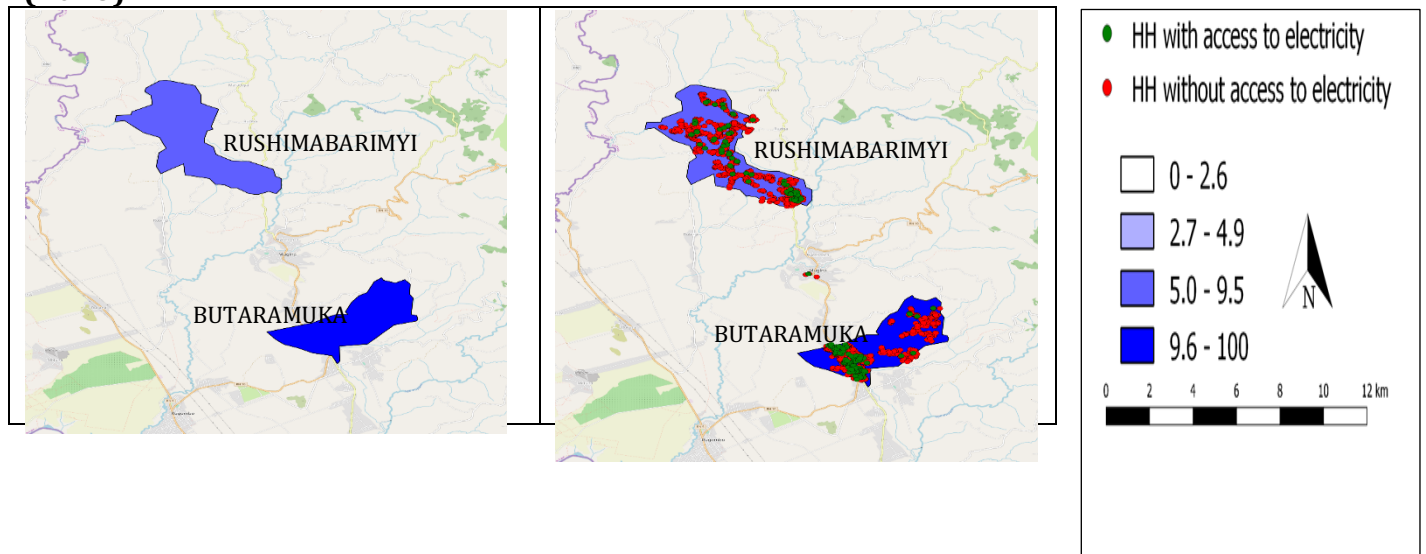 RUSHIMABARIMYI
BUTARAMUKA
RUSHIMABARIMYI
BUTARAMUKA
HH with access to electricity
HH without access to electricity
0 - 2.6
2.7 - 4.9
5.0 - 9.5
9.6 - 100
N
0 2 4 6 8 10 12 km